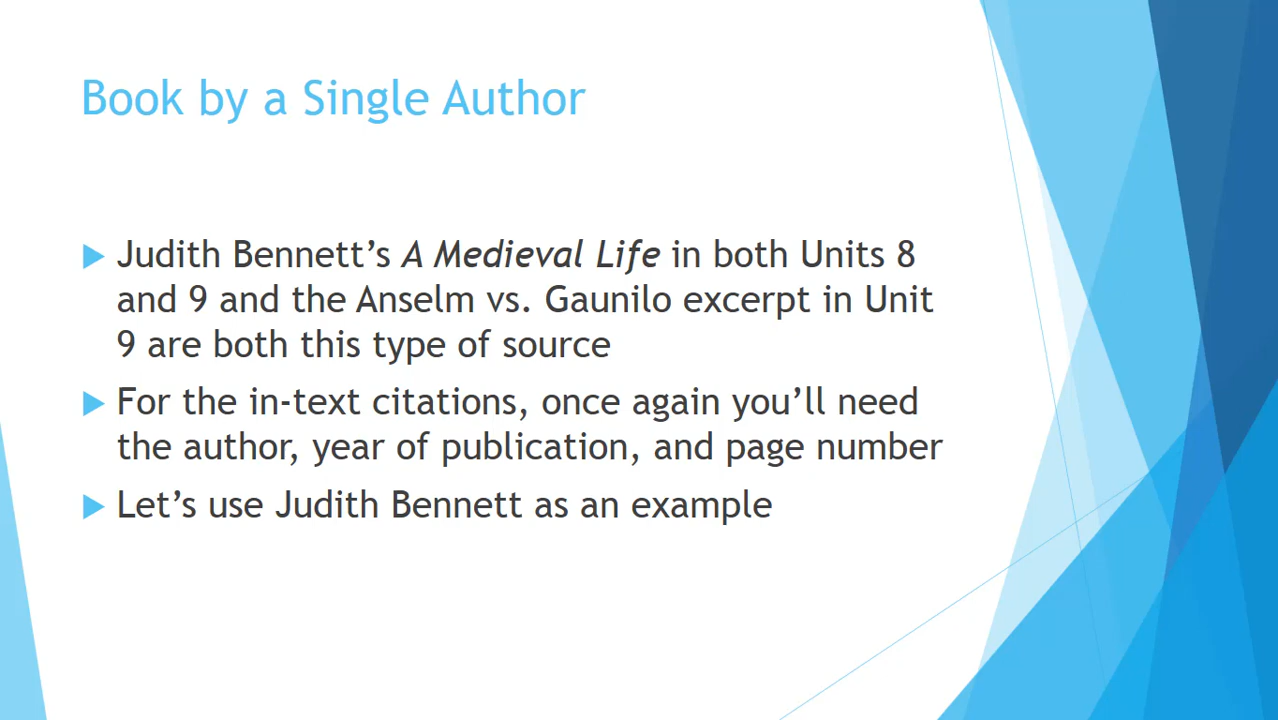 Book by a Single Author
Judith Bennett’s A Medieval Life in both Units 8
and 9 and the Anselm vs. Gaunilo excerpt in Unit
9 are both this type of source
For the in-text citations, once again you’ll need
the author, year of publication, and page number
Let’s use Judith Bennett as an example